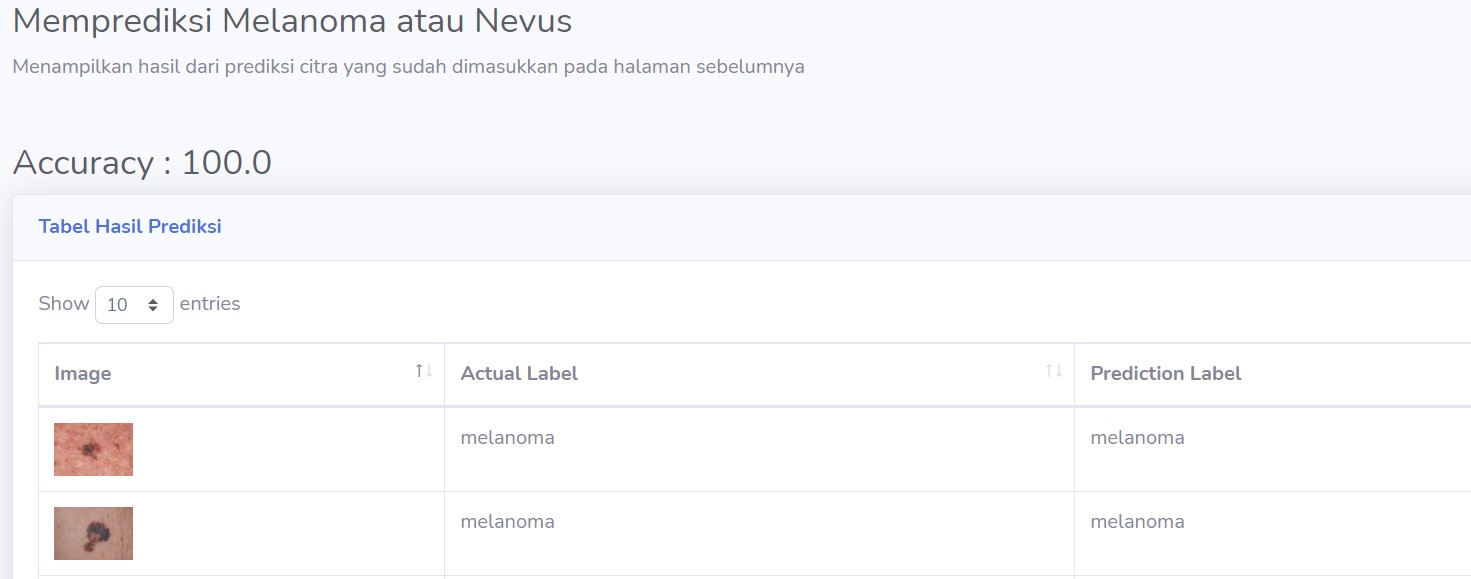 Memprediksi Melanoma atau Nevus
Menampilkan hasil dari prediksi citra yang sudah dimasukkan pada halaman sebelumnya
Accuracy : 100.0
Tabel Hasil Prediksi
Show 10 entries
Image Actual Label Prediction Label
melanoma melanoma
melanoma melanoma